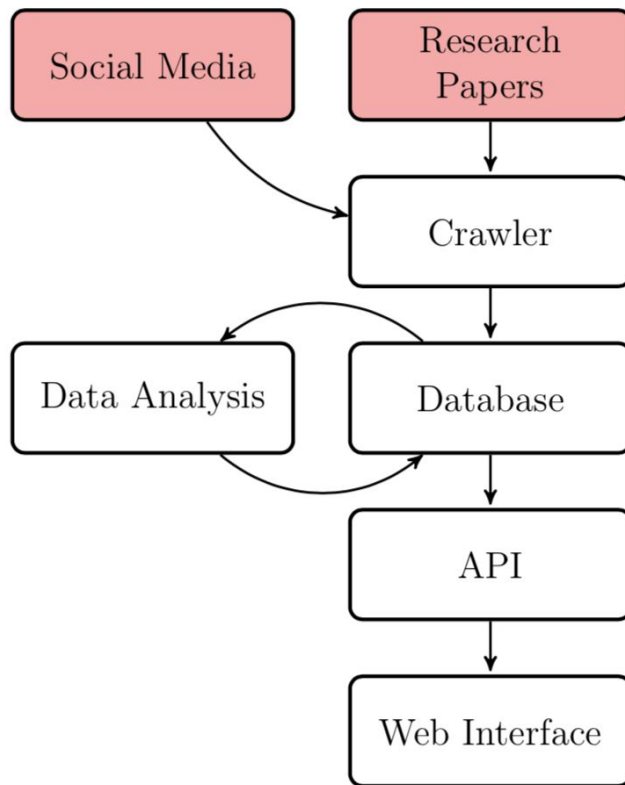 Social Media
Research
Papers
Crawler
Data Analysis
Database
API
Web Interface